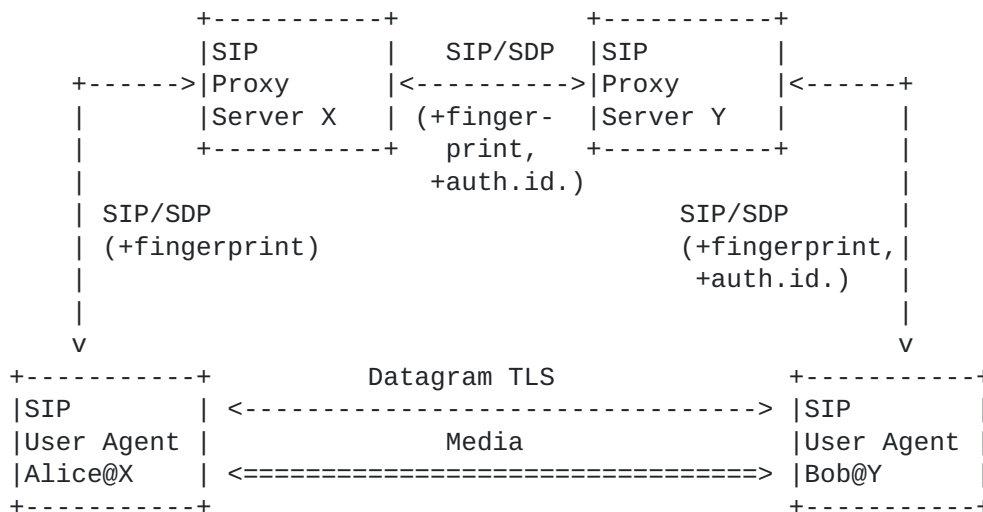 +-----------+            +-----------+
|SIP        |   SIP/SDP  |SIP        |
+------>|Proxy      |<---------->|Proxy      |<------+
|       |Server X   | (+finger-  |Server Y   |       |
|       +-----------+   print,   +-----------+       |
|                      +auth.id.)                    |
| SIP/SDP                              SIP/SDP       |
| (+fingerprint)                       (+fingerprint,|
|                                       +auth.id.)   |
|                                                    |
v                                                    v
+-----------+          Datagram TLS               +-----------+
|SIP        | <---------------------------------> |SIP        |
|User Agent |               Media                 |User Agent |
|Alice@X    | <=================================> |Bob@Y      |
+-----------+                                     +-----------+